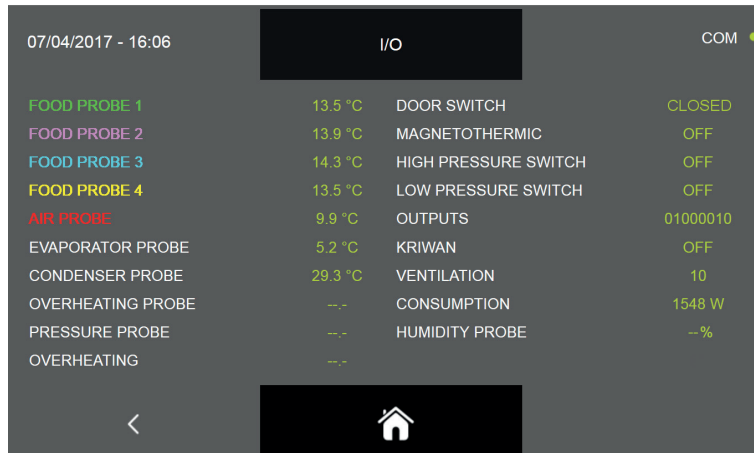 07/04/2017 - 16:06 I/O COM
FOOD PROBE 1 13.5 °C DOOR SWITCH CLOSED
FOOD PROBE 2 13.9 °C MAGNETOTHERMIC OFF
FOOD PROBE 3 14.3 °C HIGH PRESSURE SWITCH OFF
FOOD PROBE 4 13.5 °C LOW PRESSURE SWITCH OFF
AIR PROBE 9.9 °C OUTPUTS 01000010
EVAPORATOR PROBE 5.2 °C KRIWAN OFF
CONDENSER PROBE 29.3 °C VENTILATION 10
OVERHEATING PROBE --.- CONSUMPTION 1548 W
PRESSURE PROBE --.- HUMIDITY PROBE --%
OVERHEATING --.-